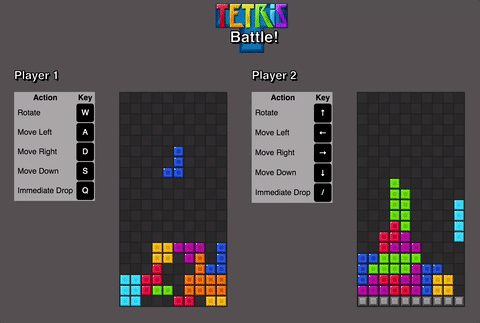 TETRIS
Battle!
Player 1
Action Key
Rotate W
Move Left A
Move Right D
Move Down S
Immediate Drop Q
Player 2
Action Key
Rotate ↑
Move Left ←
Move Right →
Move Down ↓
Immediate Drop /